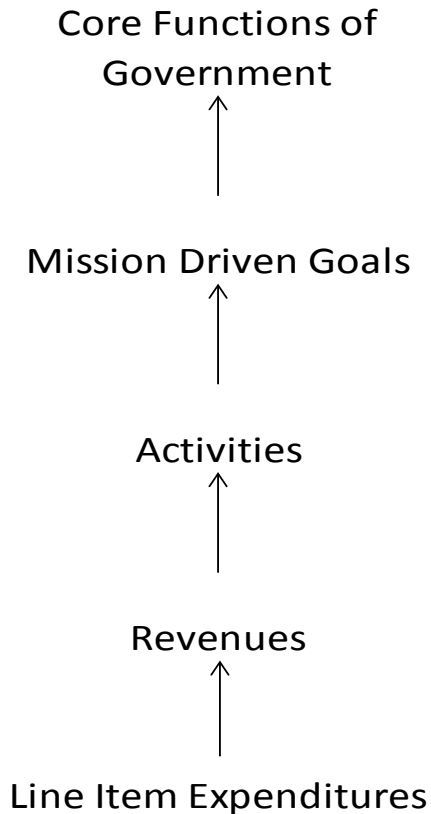 Core Functions of
Government
Mission Driven Goals
Activities
Revenues
Line Item Expenditures